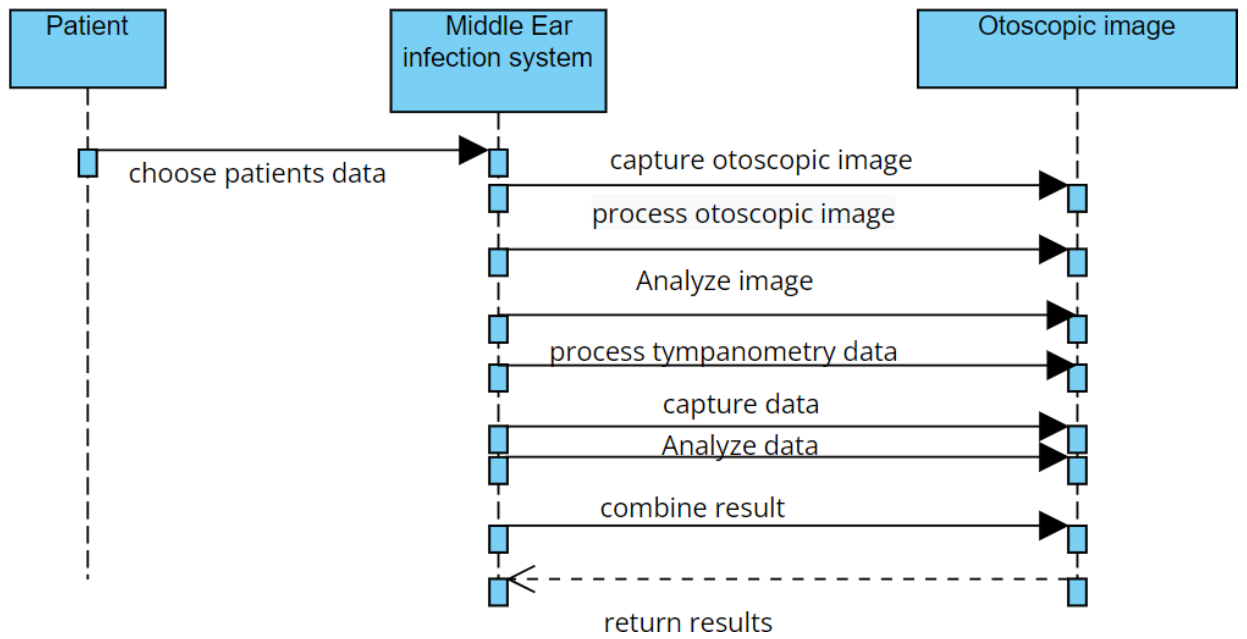 Patient
Middle Ear
infection system
Otoscopic image
choose patients data
capture otoscopic image
process otoscopic image
Analyze image
process tympanometry data
capture data
Analyze data
combine result
return results